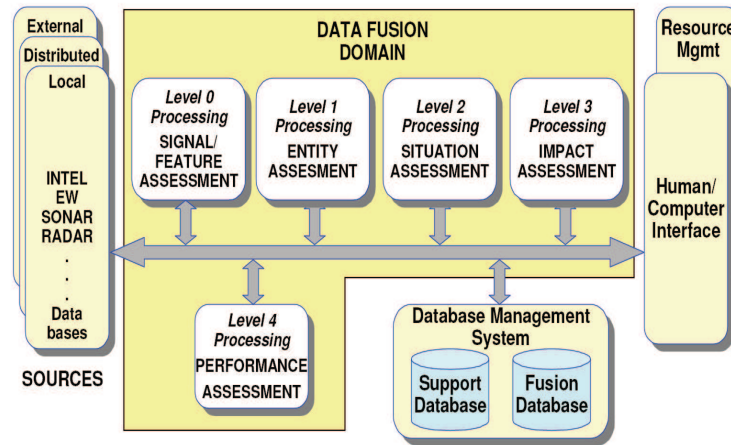 External
Distributed
Local
INTEL
EW
SONAR
RADAR
.
.
.
Data
bases
SOURCES
DATA FUSION
DOMAIN
Level 0
Processing
SIGNAL/
FEATURE
ASSESSMENT
Level 1
Processing
ENTITY
ASSESMENT
Level 2
Processing
SITUATION
ASSESSMENT
Level 3
Processing
IMPACT
ASSESSMENT
Level 4
Processing
PERFORMANCE
ASSESSMENT
Database Management
System
Support
Database
Fusion
Database
Resource
Mgmt
Human/
Computer
Interface